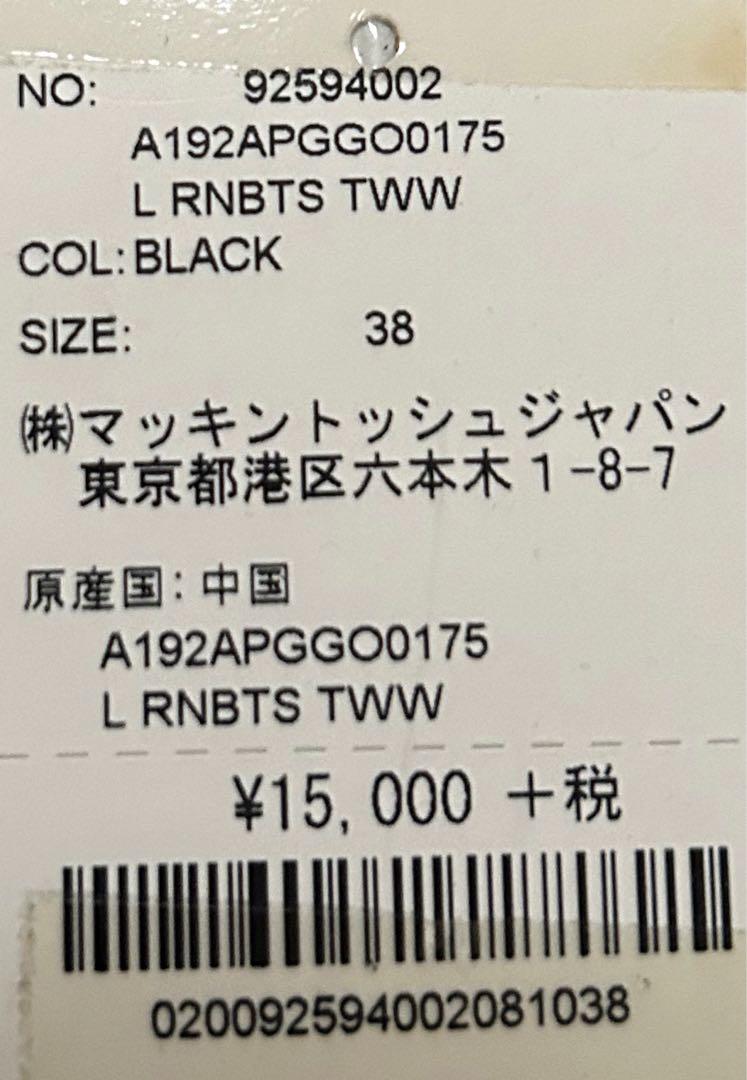 NO: 92594002
A192APGGO0175
L RNBTS TWW
COL:BLACK
SIZE: 38
㈱マッキントッシュジャパン
東京都港区六本木1-8-7
原産国:中国
A192APGGO0175
L RNBTS TWW
¥15,000 +税
020092594002081038